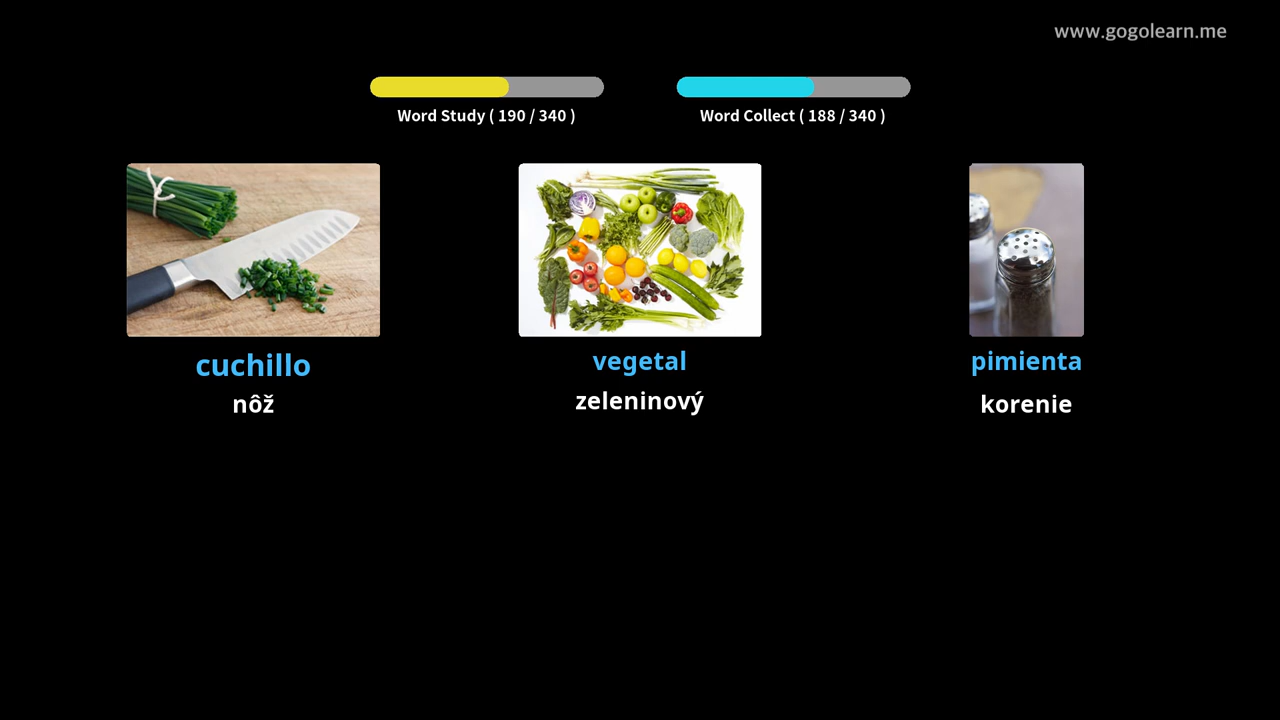 www.gogolearn.me
Word Study ( 190 / 340 )
Word Collect ( 188 / 340 )
cuchillo
nôž
vegetal
zeleninový
pimienta
korenie